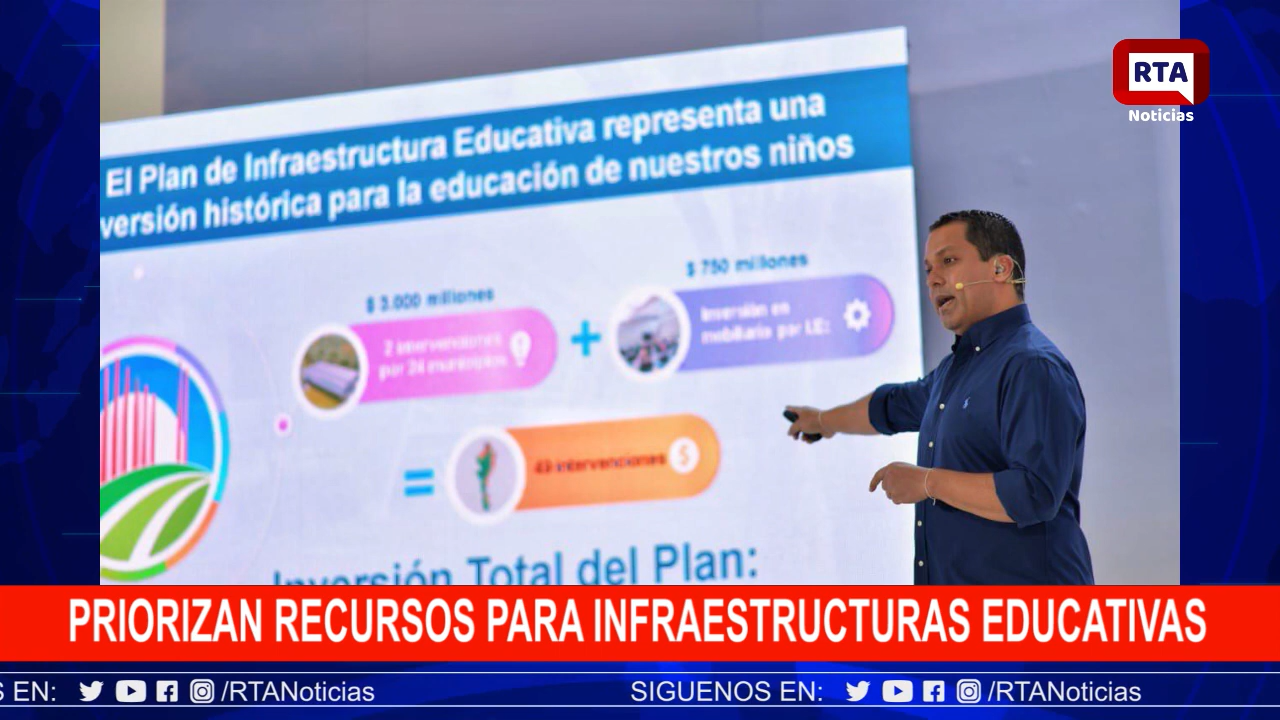 RTA
Noticias
El Plan de Infraestructura Educativa representa una
versión histórica para la educación de nuestros niños
$ 3.000 millones
$ 750 millones
2 intervenciones
por 24 municipios
Inversión en
mobiliario por I.E:
43 intervenciones
$
Inversión Total del Plan:
PRIORIZAN RECURSOS PARA INFRAESTRUCTURAS EDUCATIVAS
S EN: /RTANoticias SIGUENOS EN: /RTANoticias